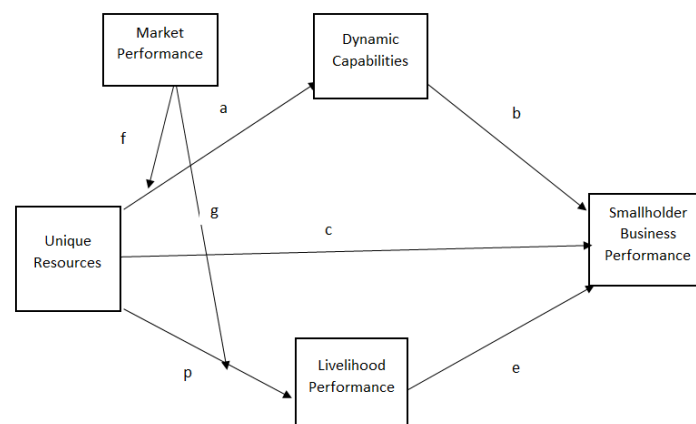 Market
Performance
Dynamic
Capabilities
a
b
f
g
Unique
Resources
c
Smallholder
Business
Performance
p
Livelihood
Performance
e